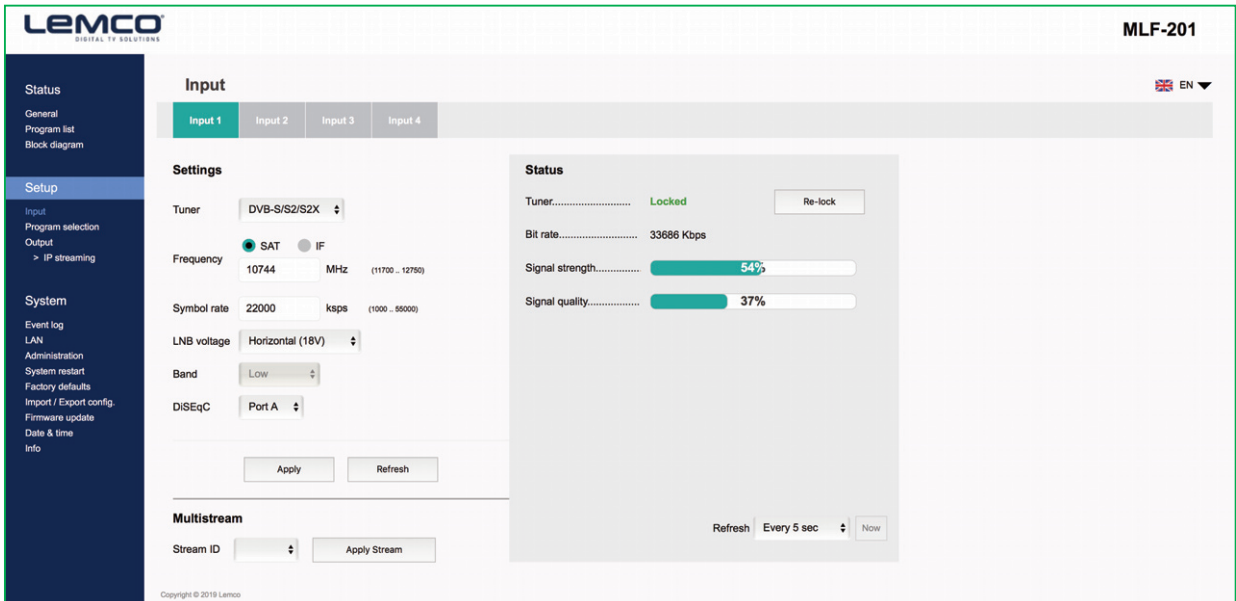 LEMCO
DIGITAL TV SOLUTIONS
MLF-201
Status
General
Program list
Block diagram
Setup
Input
Program selection
Output
> IP streaming
System
Event log
LAN
Administration
System restart
Factory defaults
Import / Export config.
Firmware update
Date & time
Info
Input
EN
Input 1 Input 2 Input 3 Input 4
Settings
Tuner DVB-S/S2/S2X
SAT IF
Frequency 10744 MHz (11700 .. 12750)
Symbol rate 22000 ksps (1000 .. 55000)
LNB voltage Horizontal (18V)
Band Low
DiSEqC Port A
Apply Refresh
Multistream
Stream ID Apply Stream
Status
Tuner........................... Locked Re-lock
Bit rate........................... 33686 Kbps
Signal strength............... 54%
Signal quality.................. 37%
Refresh Every 5 sec Now
Copyright © 2019 Lemco